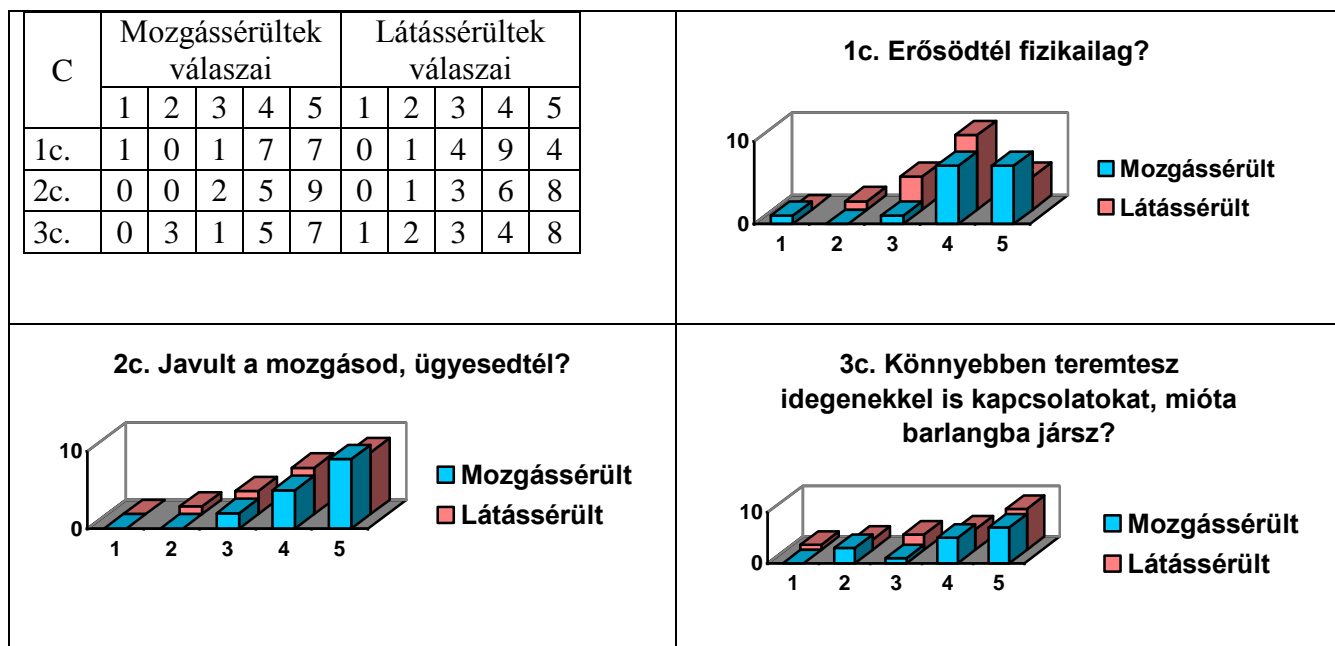 C
Mozgássérültek válaszai
Látássérültek válaszai
1 2 3 4 5 1 2 3 4 5
1c. 1 0 1 7 7 0 1 4 9 4
2c. 0 0 2 5 9 0 1 3 6 8
3c. 0 3 1 5 7 1 2 3 4 8
1c. Erősödtél fizikailag?
10
0
1 2 3 4 5
Mozgássérült
Látássérült
2c. Javult a mozgásod, ügyesedtél?
10
0
1 2 3 4 5
Mozgássérült
Látássérült
3c. Könnyebben teremtesz
idegenekkel is kapcsolatokat, mióta
barlangba jársz?
10
0
1 2 3 4 5
Mozgássérült
Látássérült